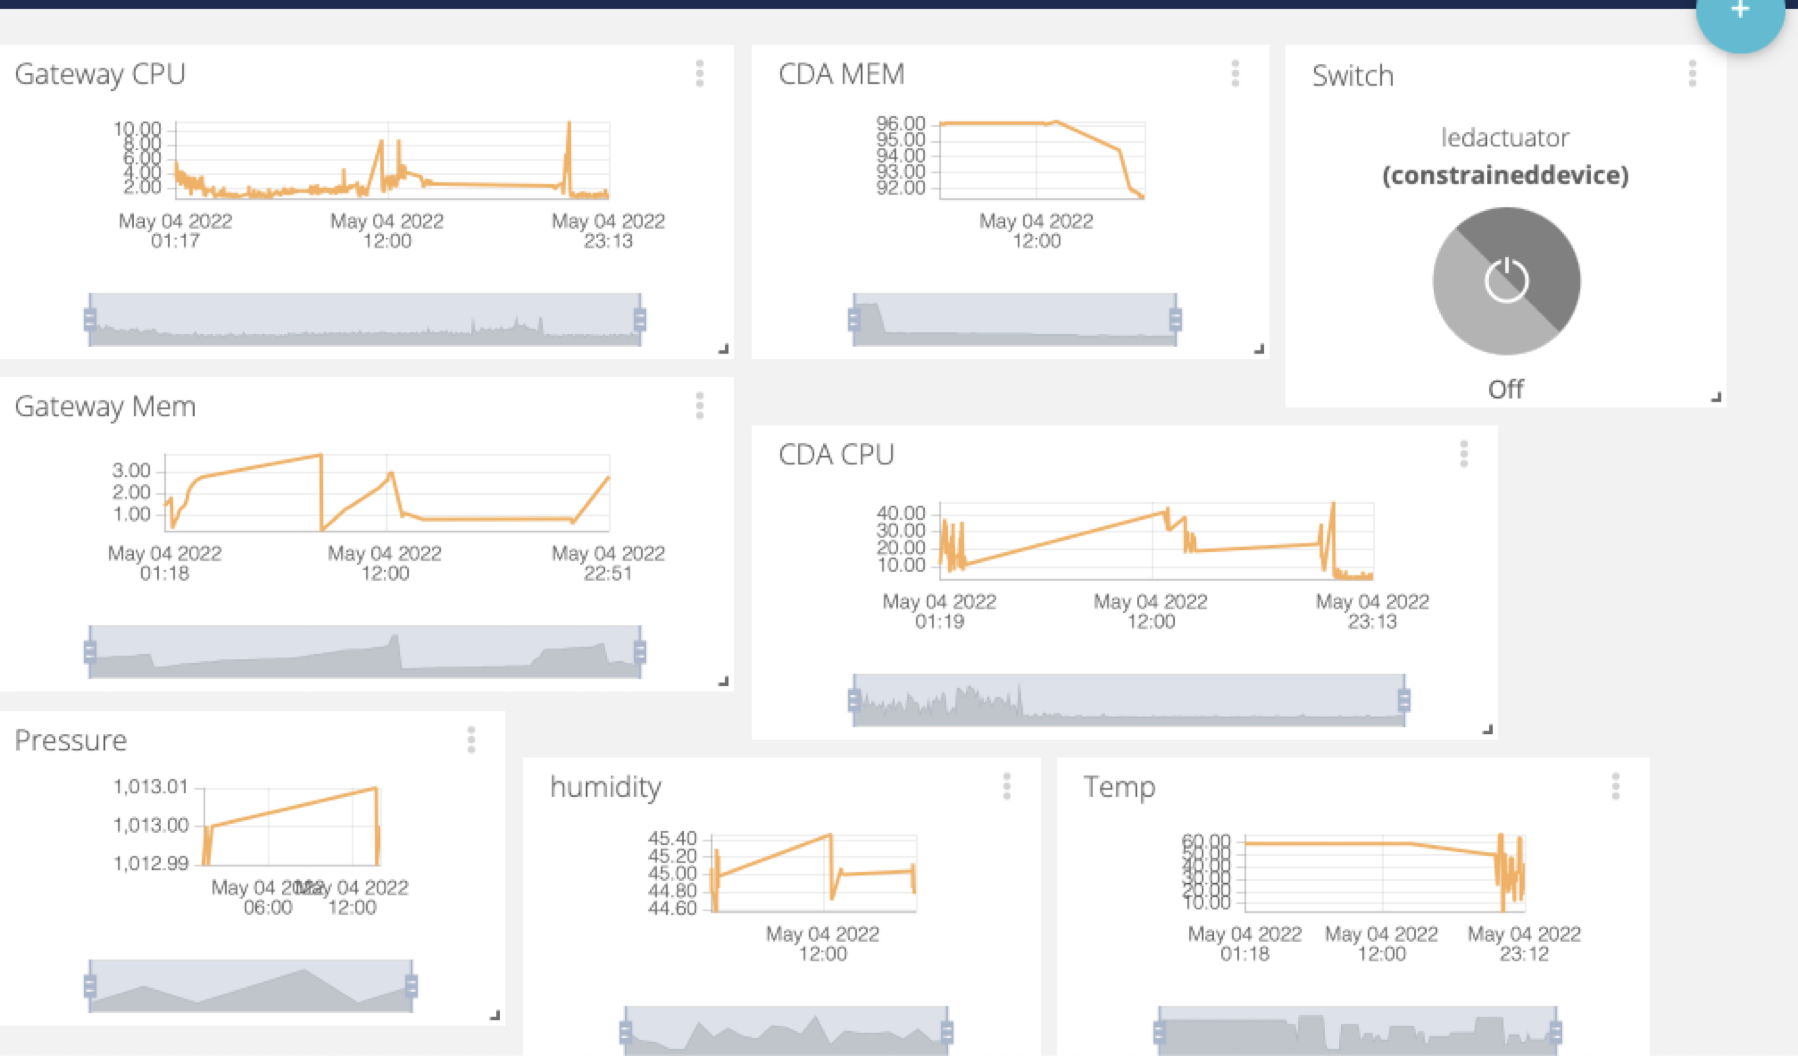 +
Gateway CPU
10.00
8.00
6.00
4.00
2.00
May 04 2022 May 04 2022 May 04 2022
01:17 12:00 23:13
CDA MEM
96.00
95.00
94.00
93.00
92.00
May 04 2022
12:00
Switch
ledactuator
(constraineddevice)
Off
Gateway Mem
3.00
2.00
1.00
May 04 2022 May 04 2022 May 04 2022
01:18 12:00 22:51
CDA CPU
40.00
30.00
20.00
10.00
May 04 2022 May 04 2022 May 04 2022
01:19 12:00 23:13
Pressure
1,013.01
1,013.00
1,012.99
May 04 2022 May 04 2022
06:00 12:00
humidity
45.40
45.20
45.00
44.80
44.60
May 04 2022
12:00
Temp
60.00
50.00
40.00
30.00
20.00
10.00
May 04 2022 May 04 2022 May 04 2022
01:18 12:00 23:12